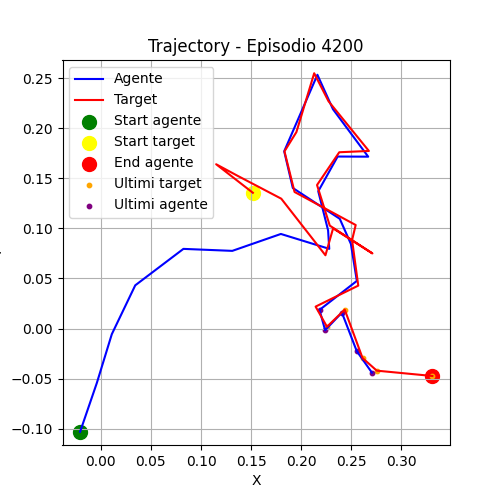 Trajectory - Episodio 4200
Agente
Target
Start agente
Start target
End agente
Ultimi target
Ultimi agente
0.25
0.20
0.15
0.10
0.05
0.00
−0.05
−0.10
0.00 0.05 0.10 0.15 0.20 0.25 0.30
X